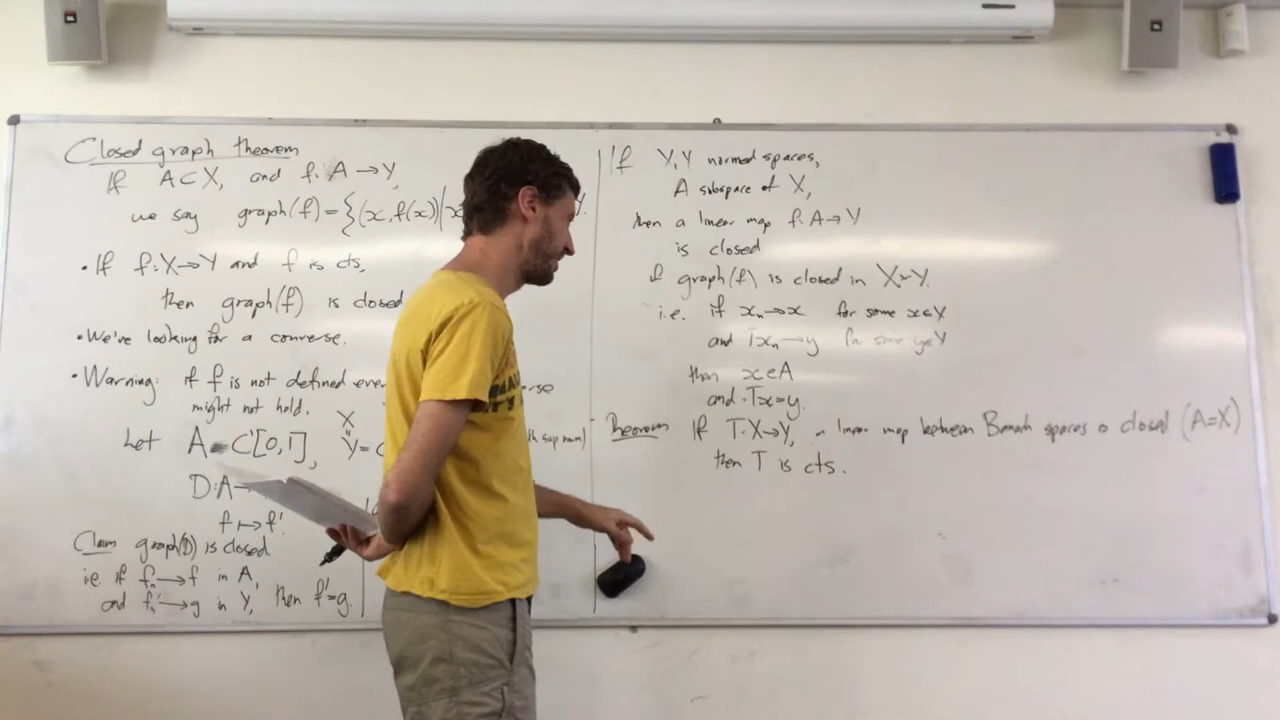 Closed graph theorem
If A⊂X, and f: A→Y,
we say graph(f)={(x,f(x))|x
• If f:X→Y and f is cts,
then graph(f) is closed
• We're looking for a converse.
• Warning: if f is not defined
might not hold.
X
Let A = C'[0,1], Y=
D:A→
f ↦ f'.
Claim graph(D) is closed
i.e. if fₙ→f in A,
and fₙ'→g in Y, then f'=g.
If Y,Y normed spaces,
A subspace of X,
then a linear map f: A→Y
is closed
if graph(f) is closed in X×Y.
i.e. if xₙ→x for some x∈Y
and Txₙ→y for some y∈Y
then x∈A
and Tx=y.
Theorem If T:X→Y, a linear map between Banach spaces is closed (A=X)
then T is cts.